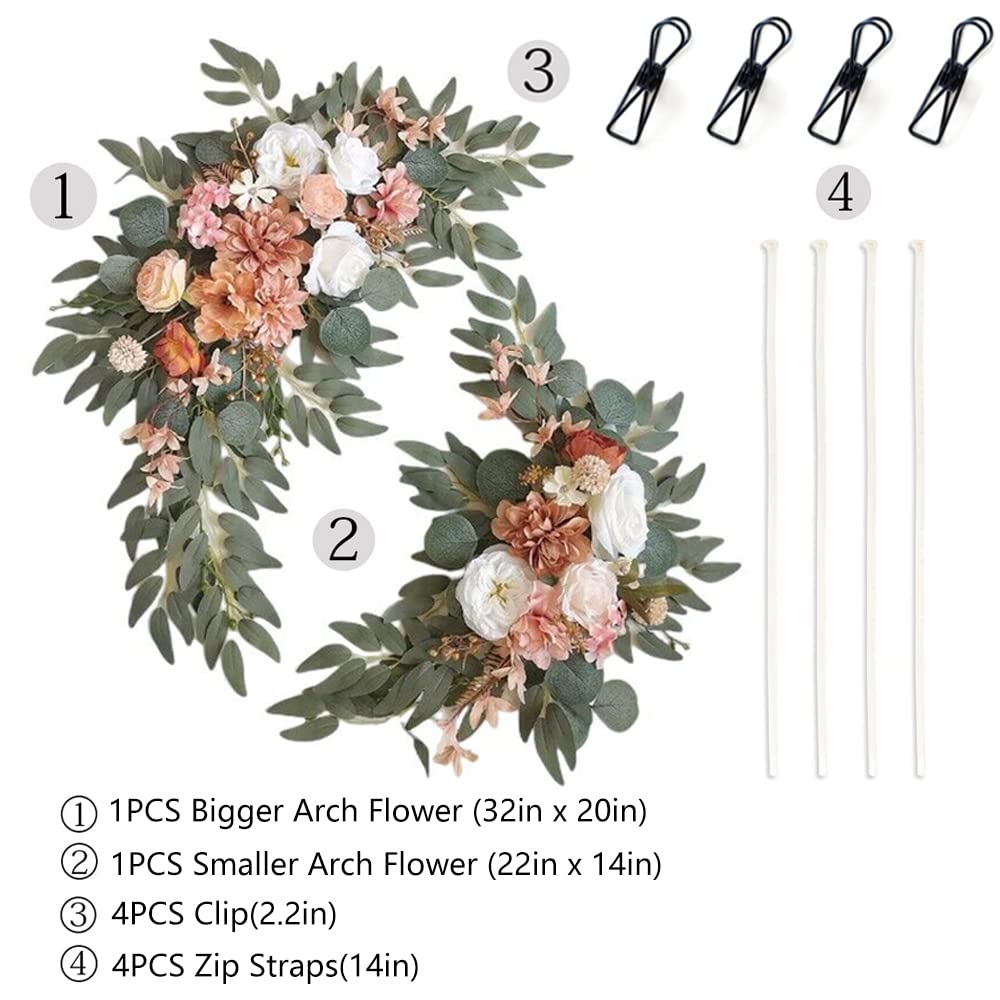 3
1
4
2
① 1PCS Bigger Arch Flower (32in x 20in)
② 1PCS Smaller Arch Flower (22in x 14in)
③ 4PCS Clip(2.2in)
④ 4PCS Zip Straps(14in)